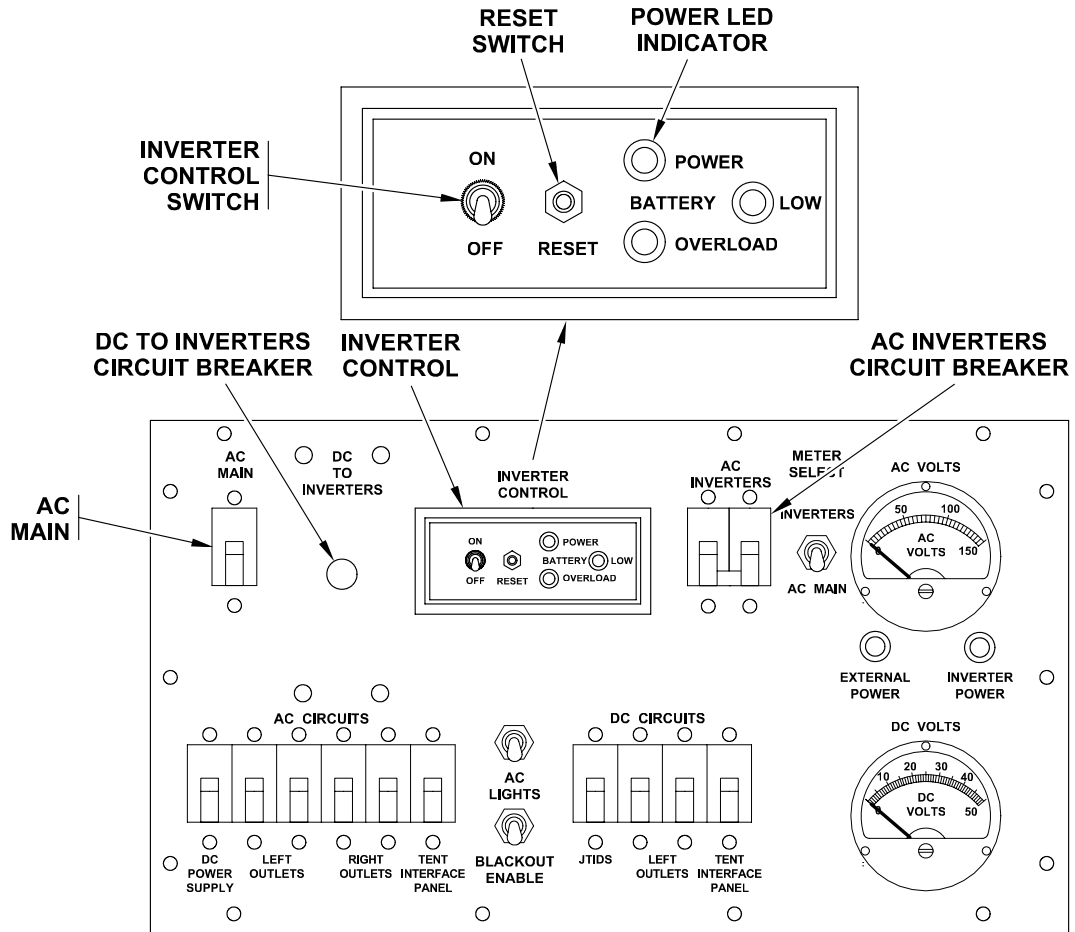 RESET
SWITCH
POWER LED
INDICATOR
INVERTER
CONTROL
SWITCH
ON
OFF
RESET
POWER
BATTERY
LOW
OVERLOAD
DC TO INVERTERS
CIRCUIT BREAKER
INVERTER
CONTROL
AC INVERTERS
CIRCUIT BREAKER
AC
MAIN
AC
MAIN
DC
TO
INVERTERS
INVERTER
CONTROL
ON
OFF
RESET
POWER
BATTERY
LOW
OVERLOAD
AC
INVERTERS
METER
SELECT
INVERTERS
AC MAIN
AC VOLTS
0 50 100 150
AC
VOLTS
EXTERNAL
POWER
INVERTER
POWER
AC CIRCUITS
DC
POWER
SUPPLY
LEFT
OUTLETS
RIGHT
OUTLETS
TENT
INTERFACE
PANEL
AC
LIGHTS
BLACKOUT
ENABLE
DC CIRCUITS
JTIDS
LEFT
OUTLETS
TENT
INTERFACE
PANEL
DC VOLTS
0 10 20 30 40 50
DC
VOLTS